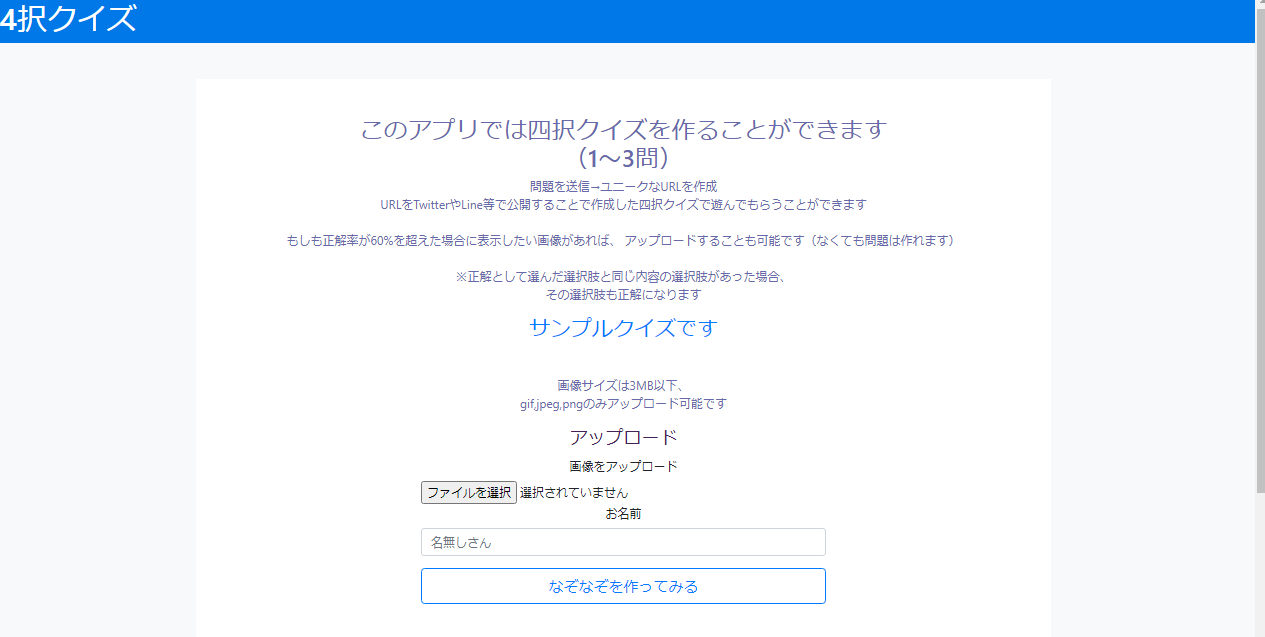 4択クイズ
このアプリでは四択クイズを作ることができます
（1～3問）
問題を送信→ユニークなURLを作成
URLをTwitterやLine等で公開することで作成した四択クイズで遊んでもらうことができます
もしも正解率が60%を超えた場合に表示したい画像があれば、 アップロードすることも可能です（なくても問題は作れます）
※正解として選んだ選択肢と同じ内容の選択肢があった場合、
その選択肢も正解になります
サンプルクイズです
画像サイズは3MB以下、
gif,jpeg,pngのみアップロード可能です
アップロード
画像をアップロード
ファイルを選択 選択されていません
お名前
名無しさん
なぞなぞを作ってみる